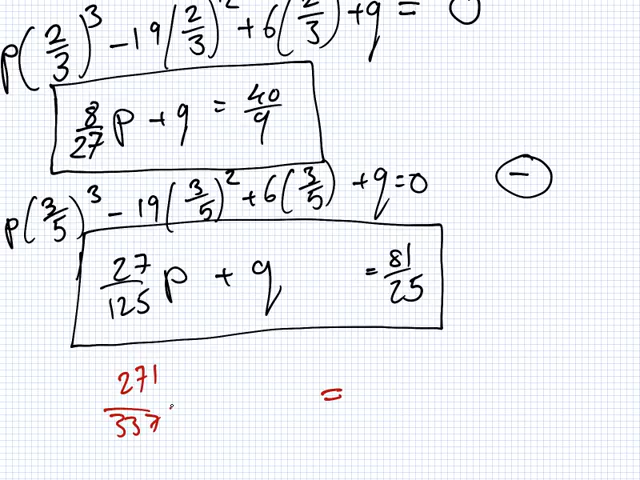 p(2/3)³ − 19(2/3)² + 6(2/3) + q = 0
8/27 p + q = 40/9
p(3/5)³ − 19(3/5)² + 6(3/5) + q = 0 −
27/125 p + q = 81/25
271/337 =